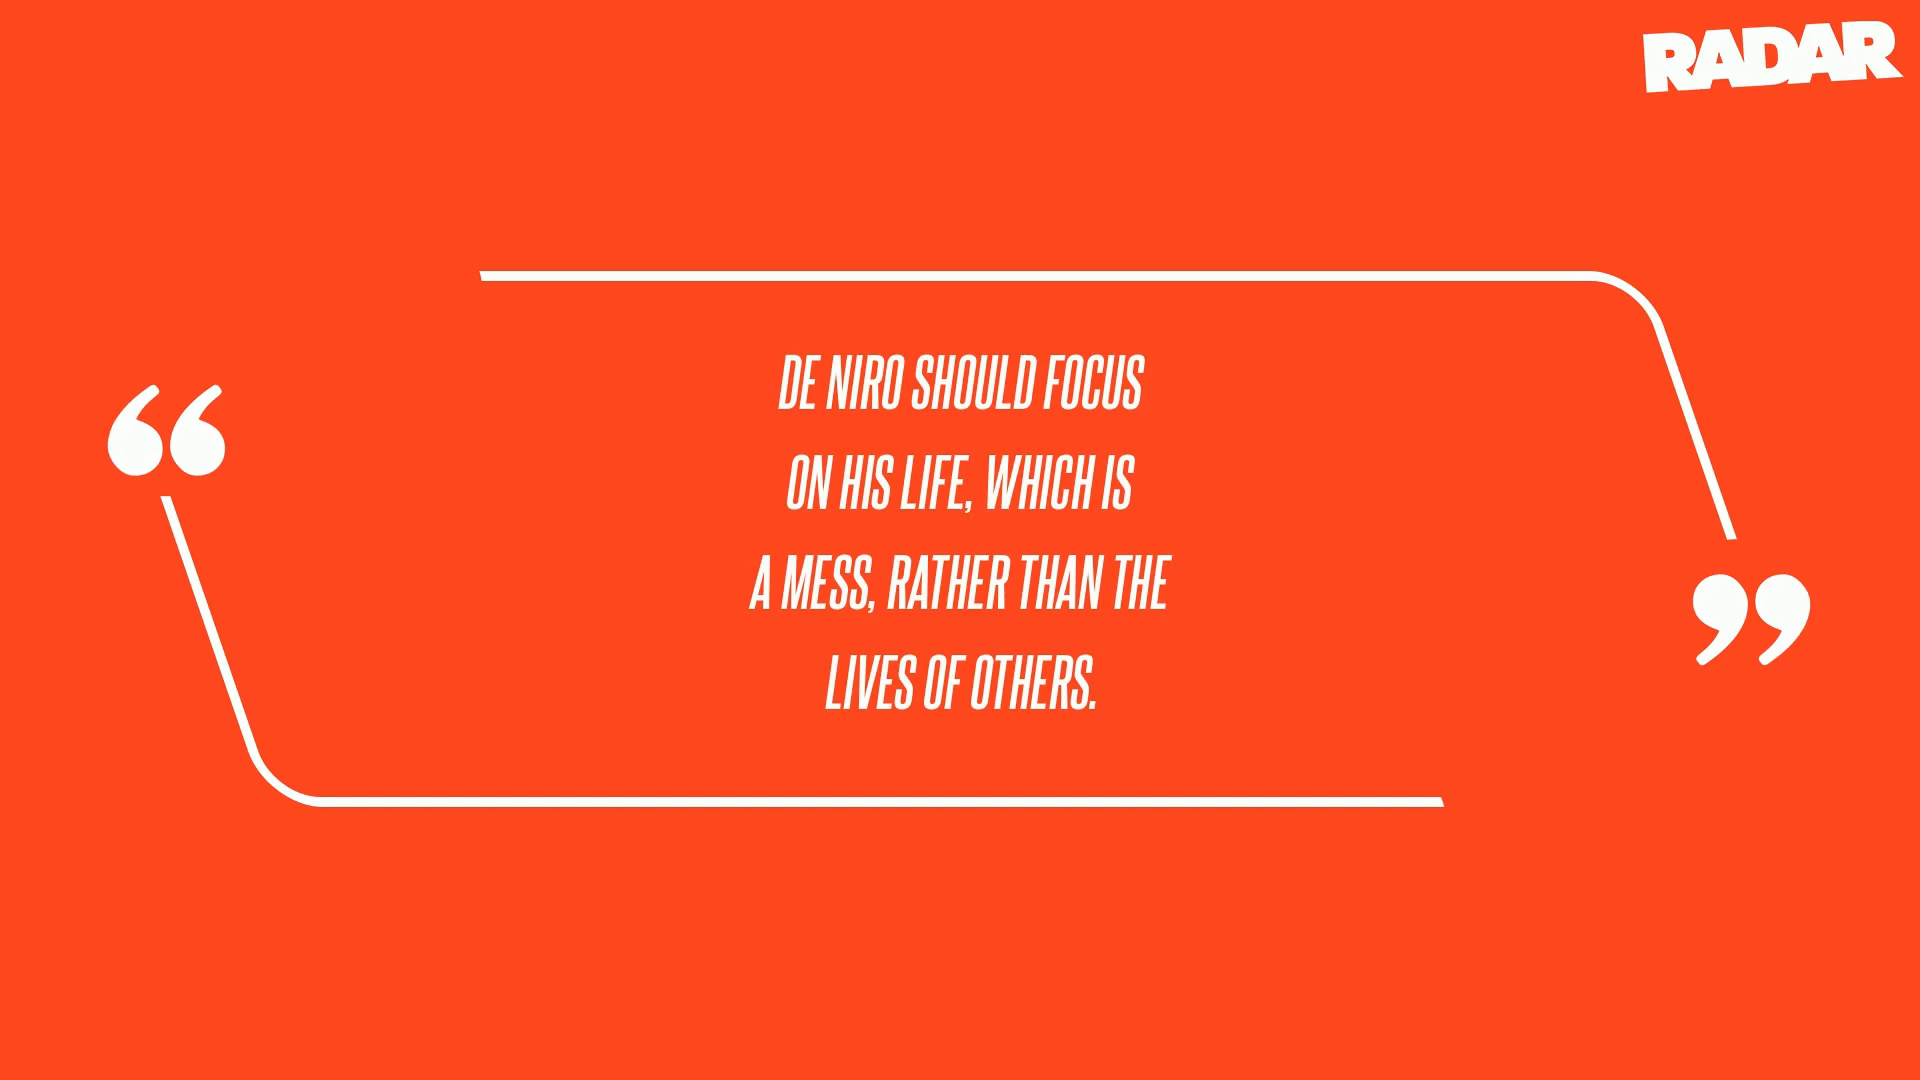 RADAR
“
DE NIRO SHOULD FOCUS
ON HIS LIFE, WHICH IS
A MESS, RATHER THAN THE
LIVES OF OTHERS.
”